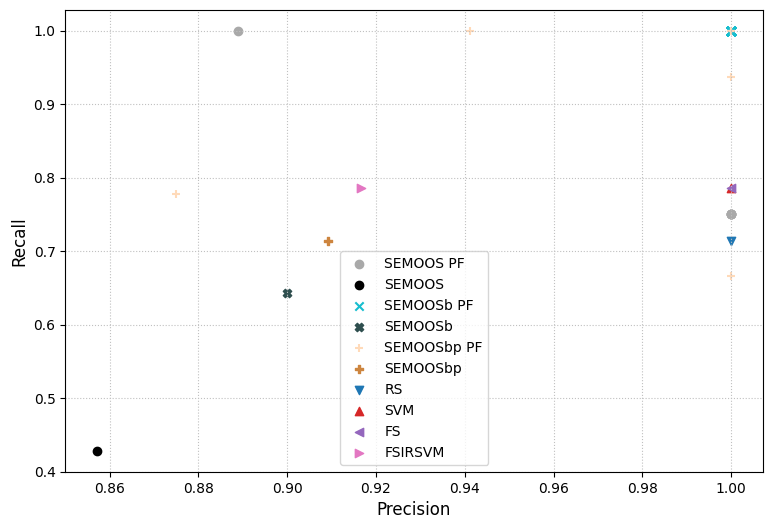 1.0
0.9
0.8
0.7
0.6
0.5
0.4
Recall
SEMOOS PF
SEMOOS
SEMOOSb PF
SEMOOSb
SEMOOSbp PF
SEMOOSbp
RS
SVM
FS
FSIRSVM
0.86 0.88 0.90 0.92 0.94 0.96 0.98 1.00
Precision